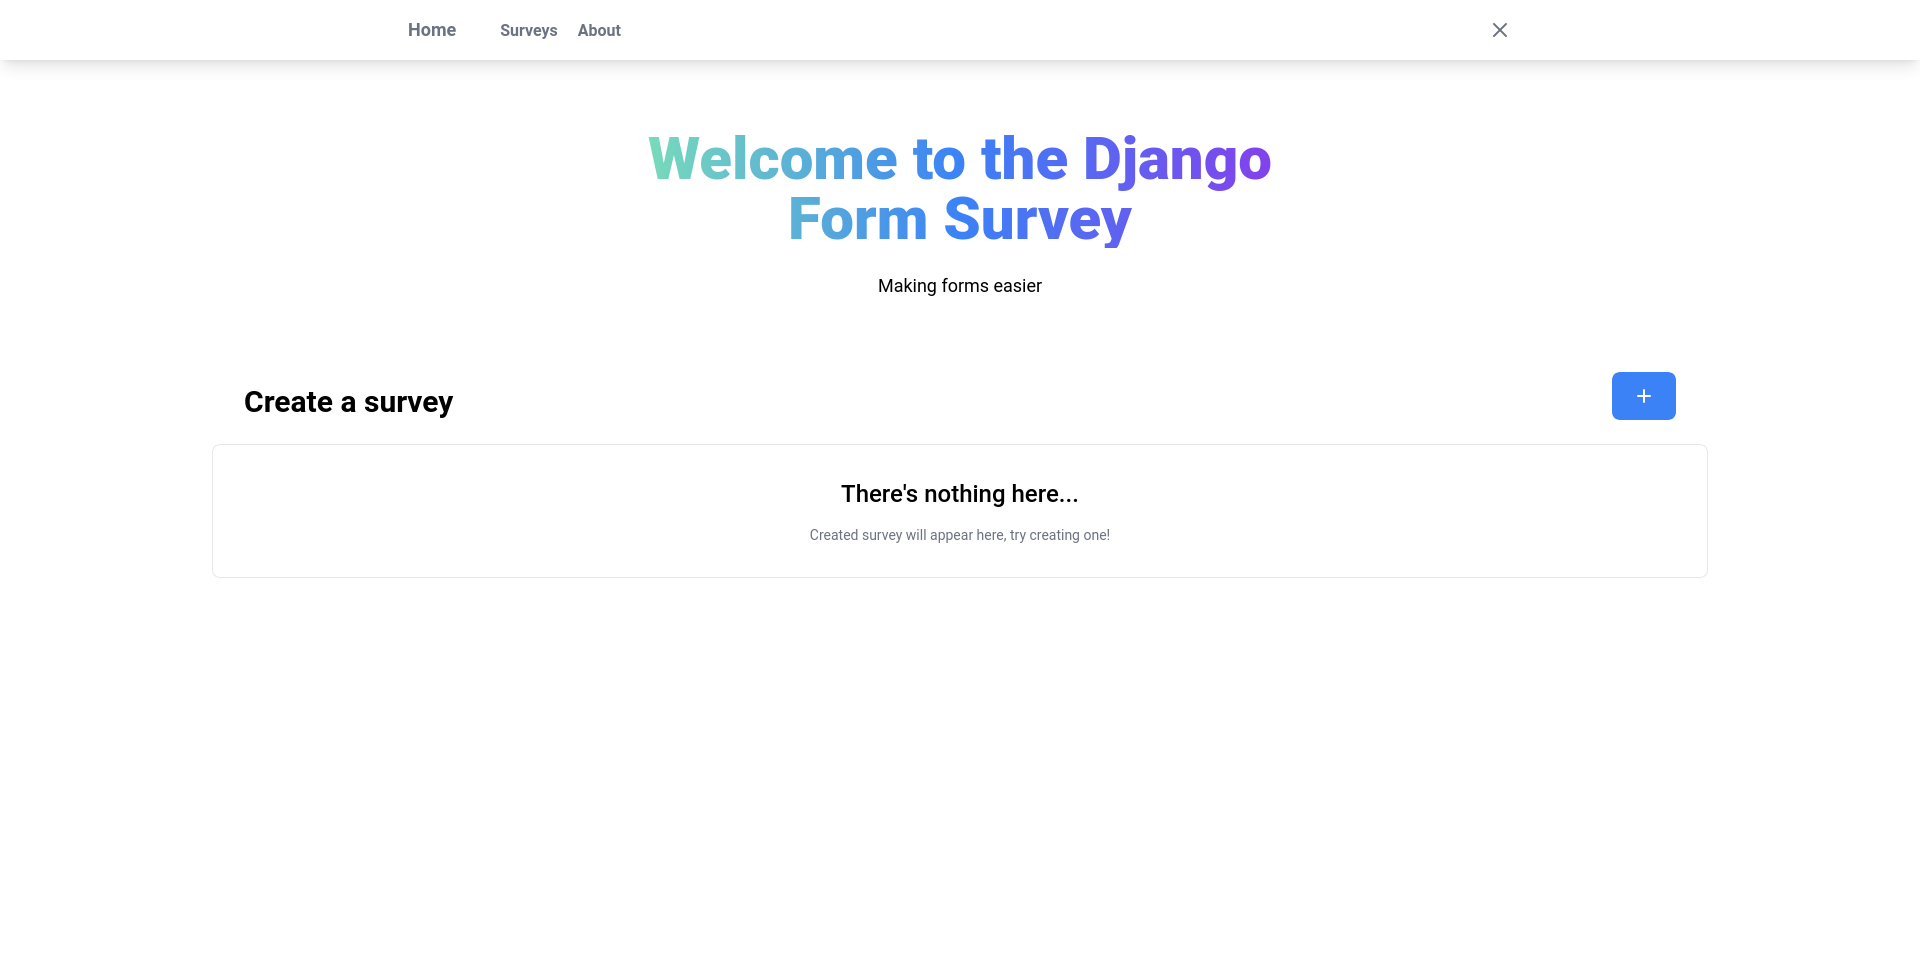 Home Surveys About
Welcome to the Django
Form Survey
Making forms easier
Create a survey
There's nothing here...
Created survey will appear here, try creating one!